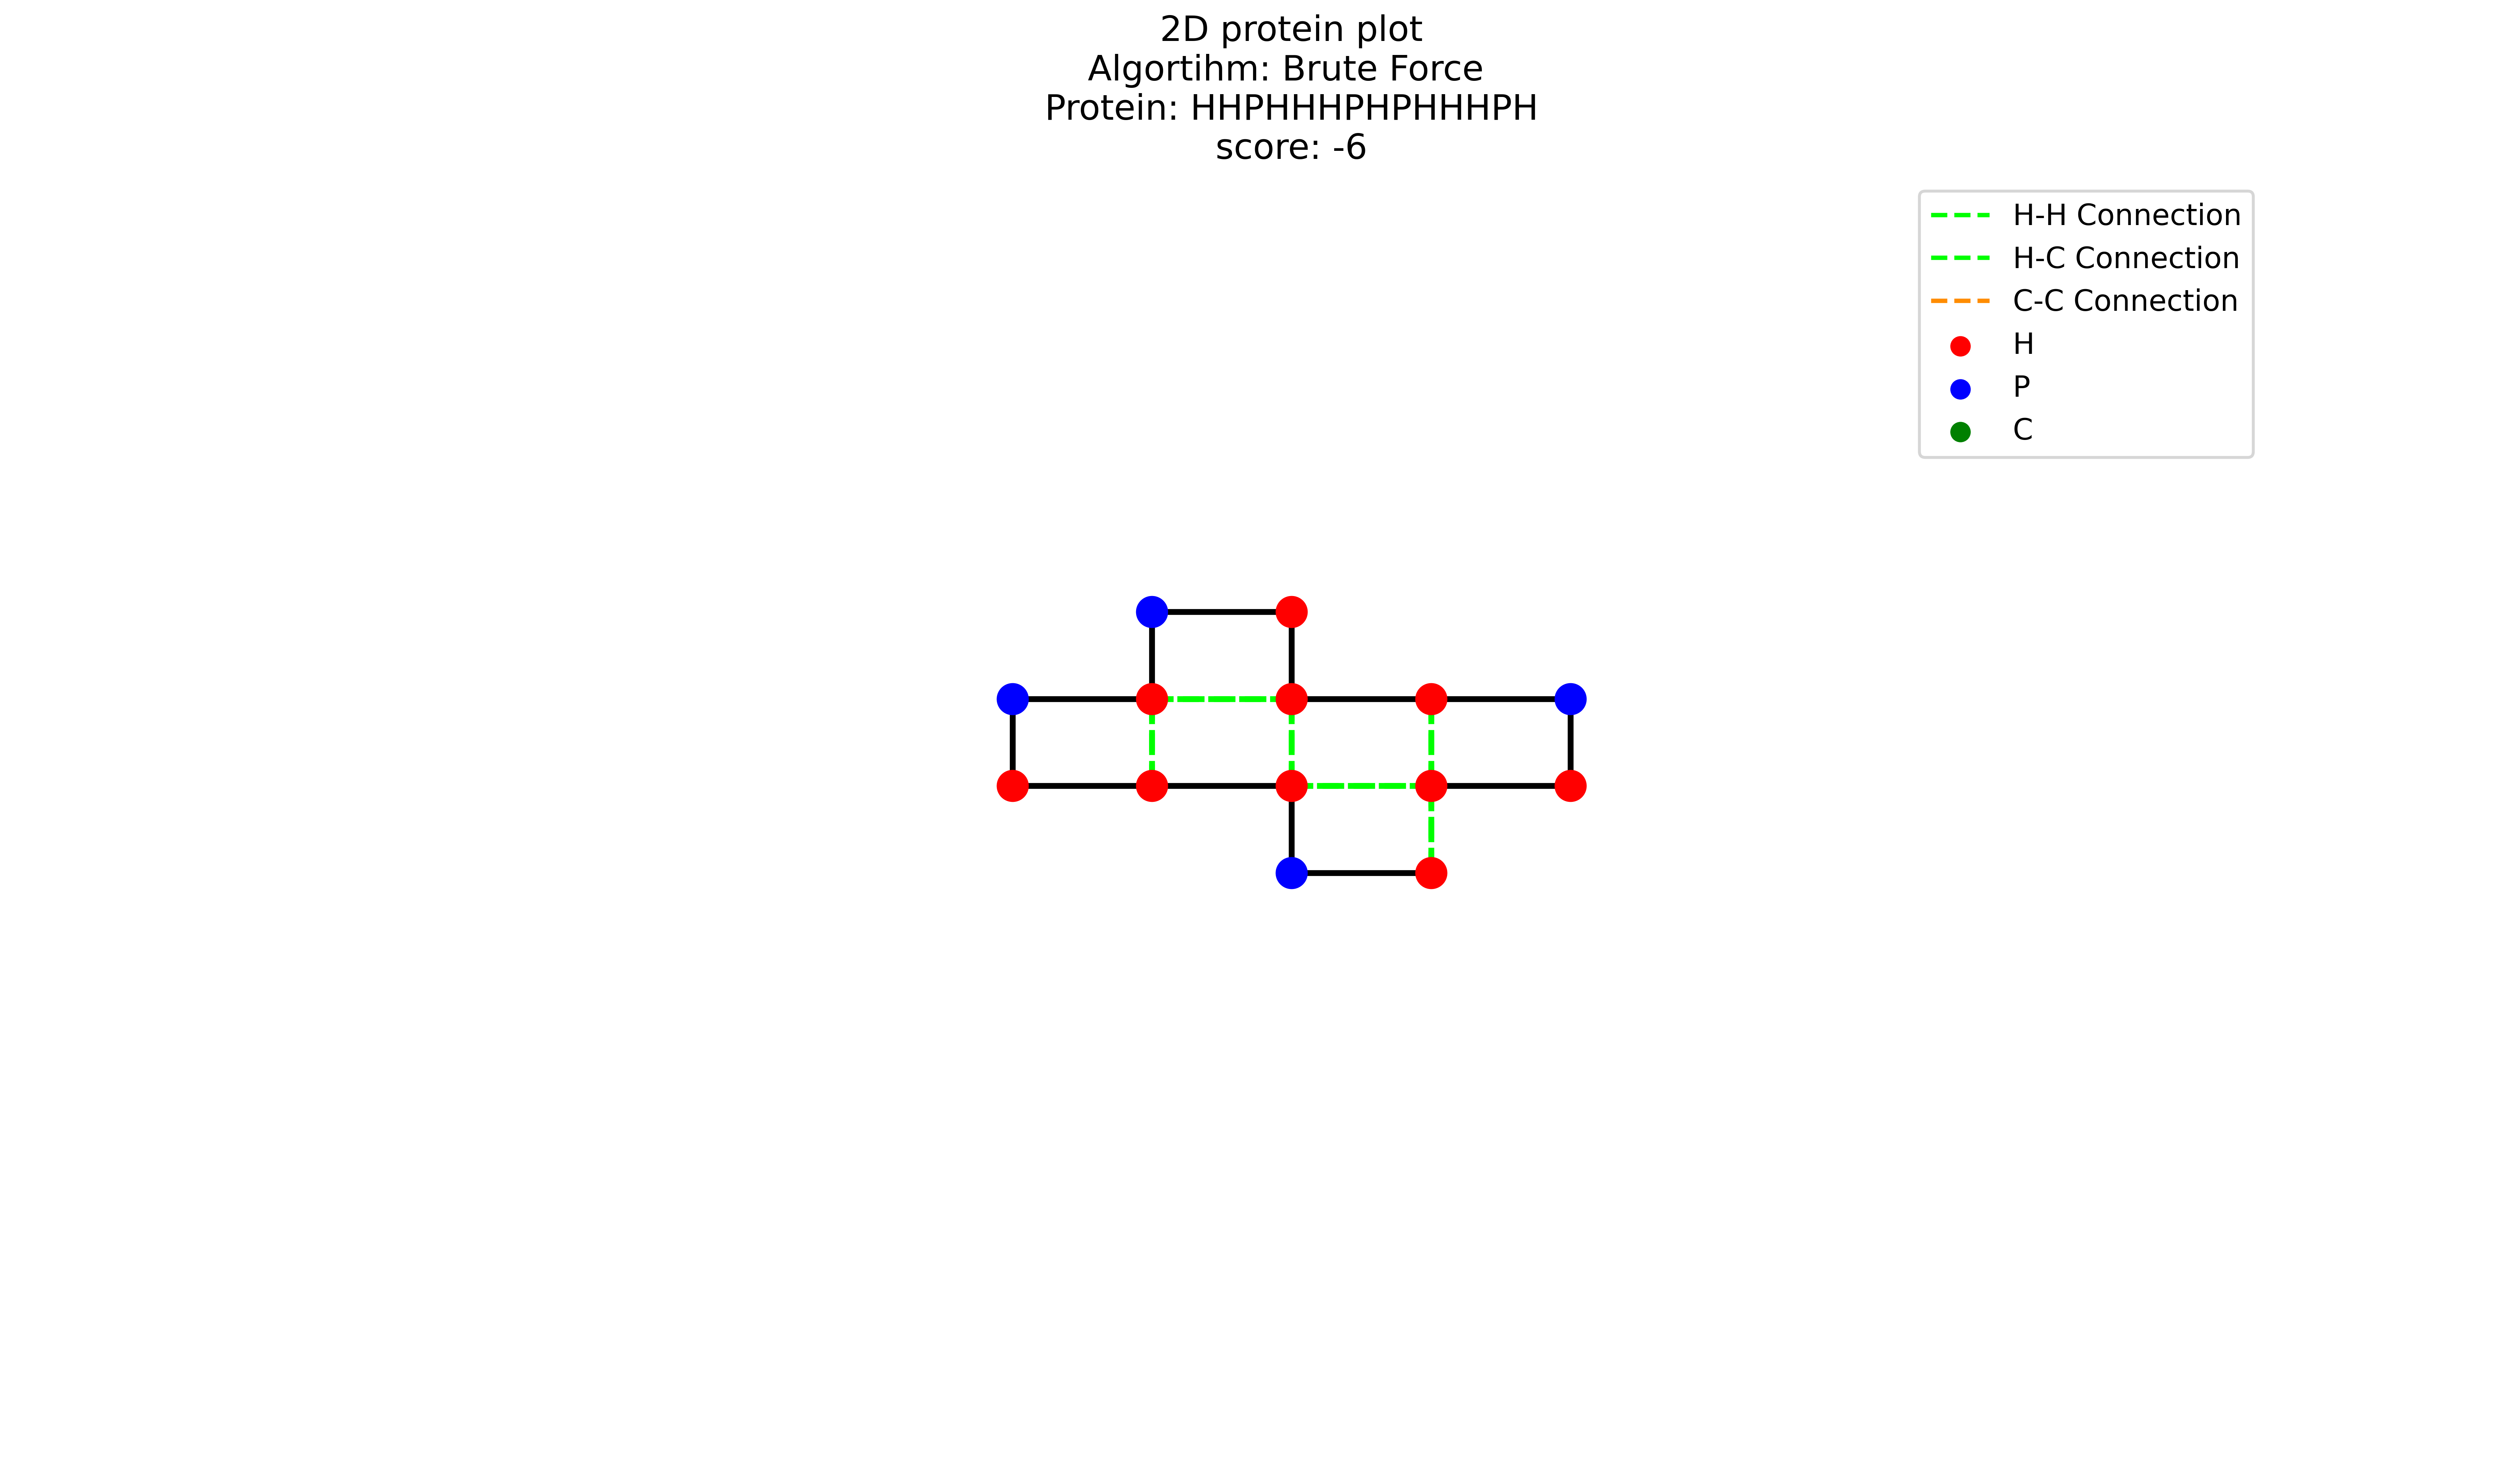 2D protein plot
Algortihm: Brute Force
Protein: HHPHHHPHPHHHPH
score: -6
H-H Connection
H-C Connection
C-C Connection
H
P
C